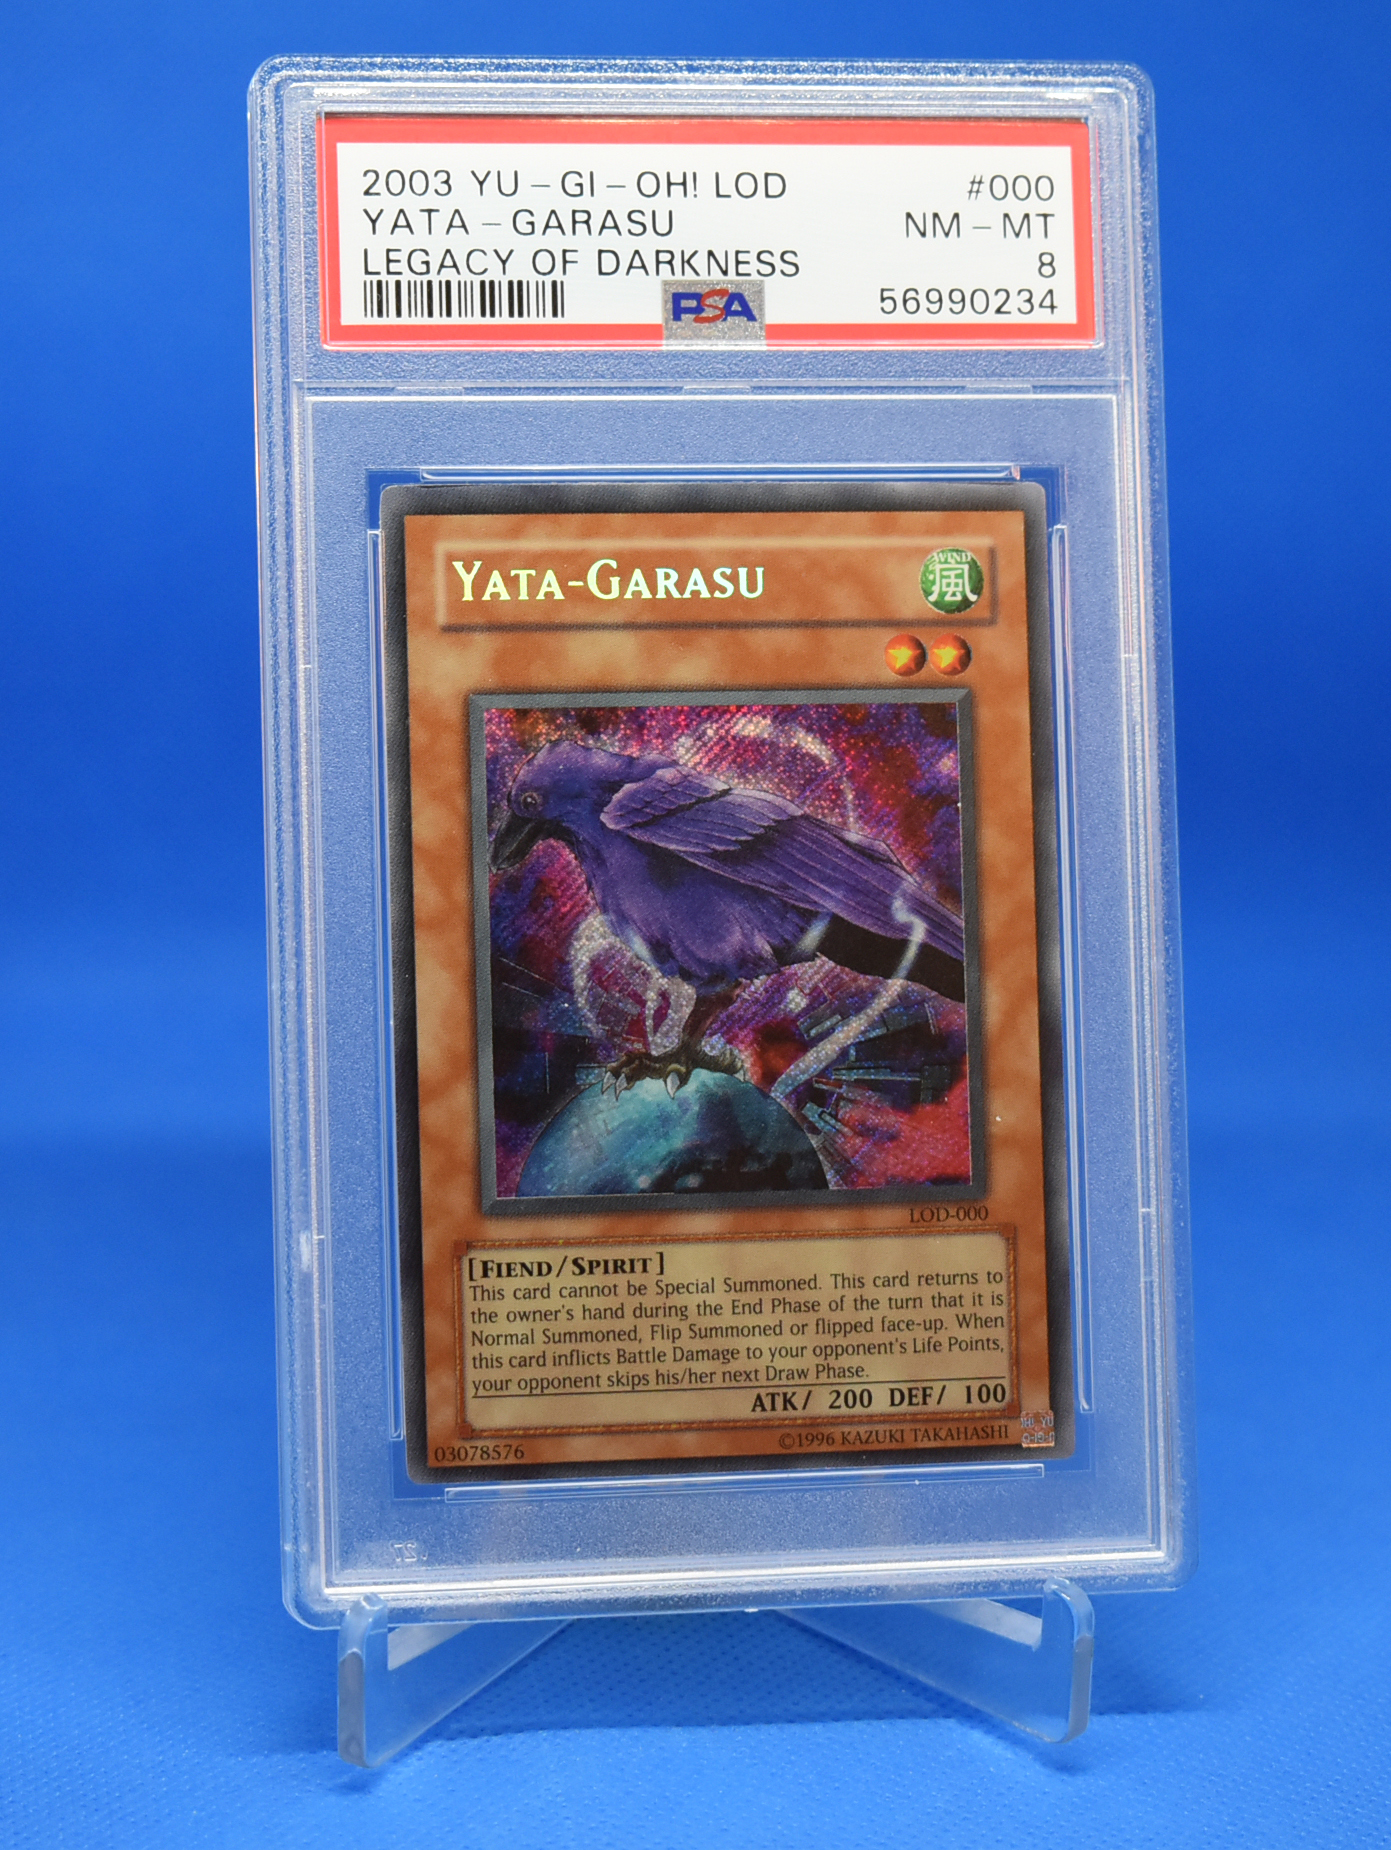 2003 YU-GI-OH! LOD #000
YATA-GARASU NM-MT
LEGACY OF DARKNESS 8
PSA 56990234
YATA-GARASU
WIND
風
LOD-000
[FIEND/SPIRIT]
This card cannot be Special Summoned. This card returns to
the owner's hand during the End Phase of the turn that it is
Normal Summoned, Flip Summoned or flipped face-up. When
this card inflicts Battle Damage to your opponent's Life Points,
your opponent skips his/her next Draw Phase.
ATK/ 200 DEF/ 100
03078576 ©1996 KAZUKI TAKAHASHI